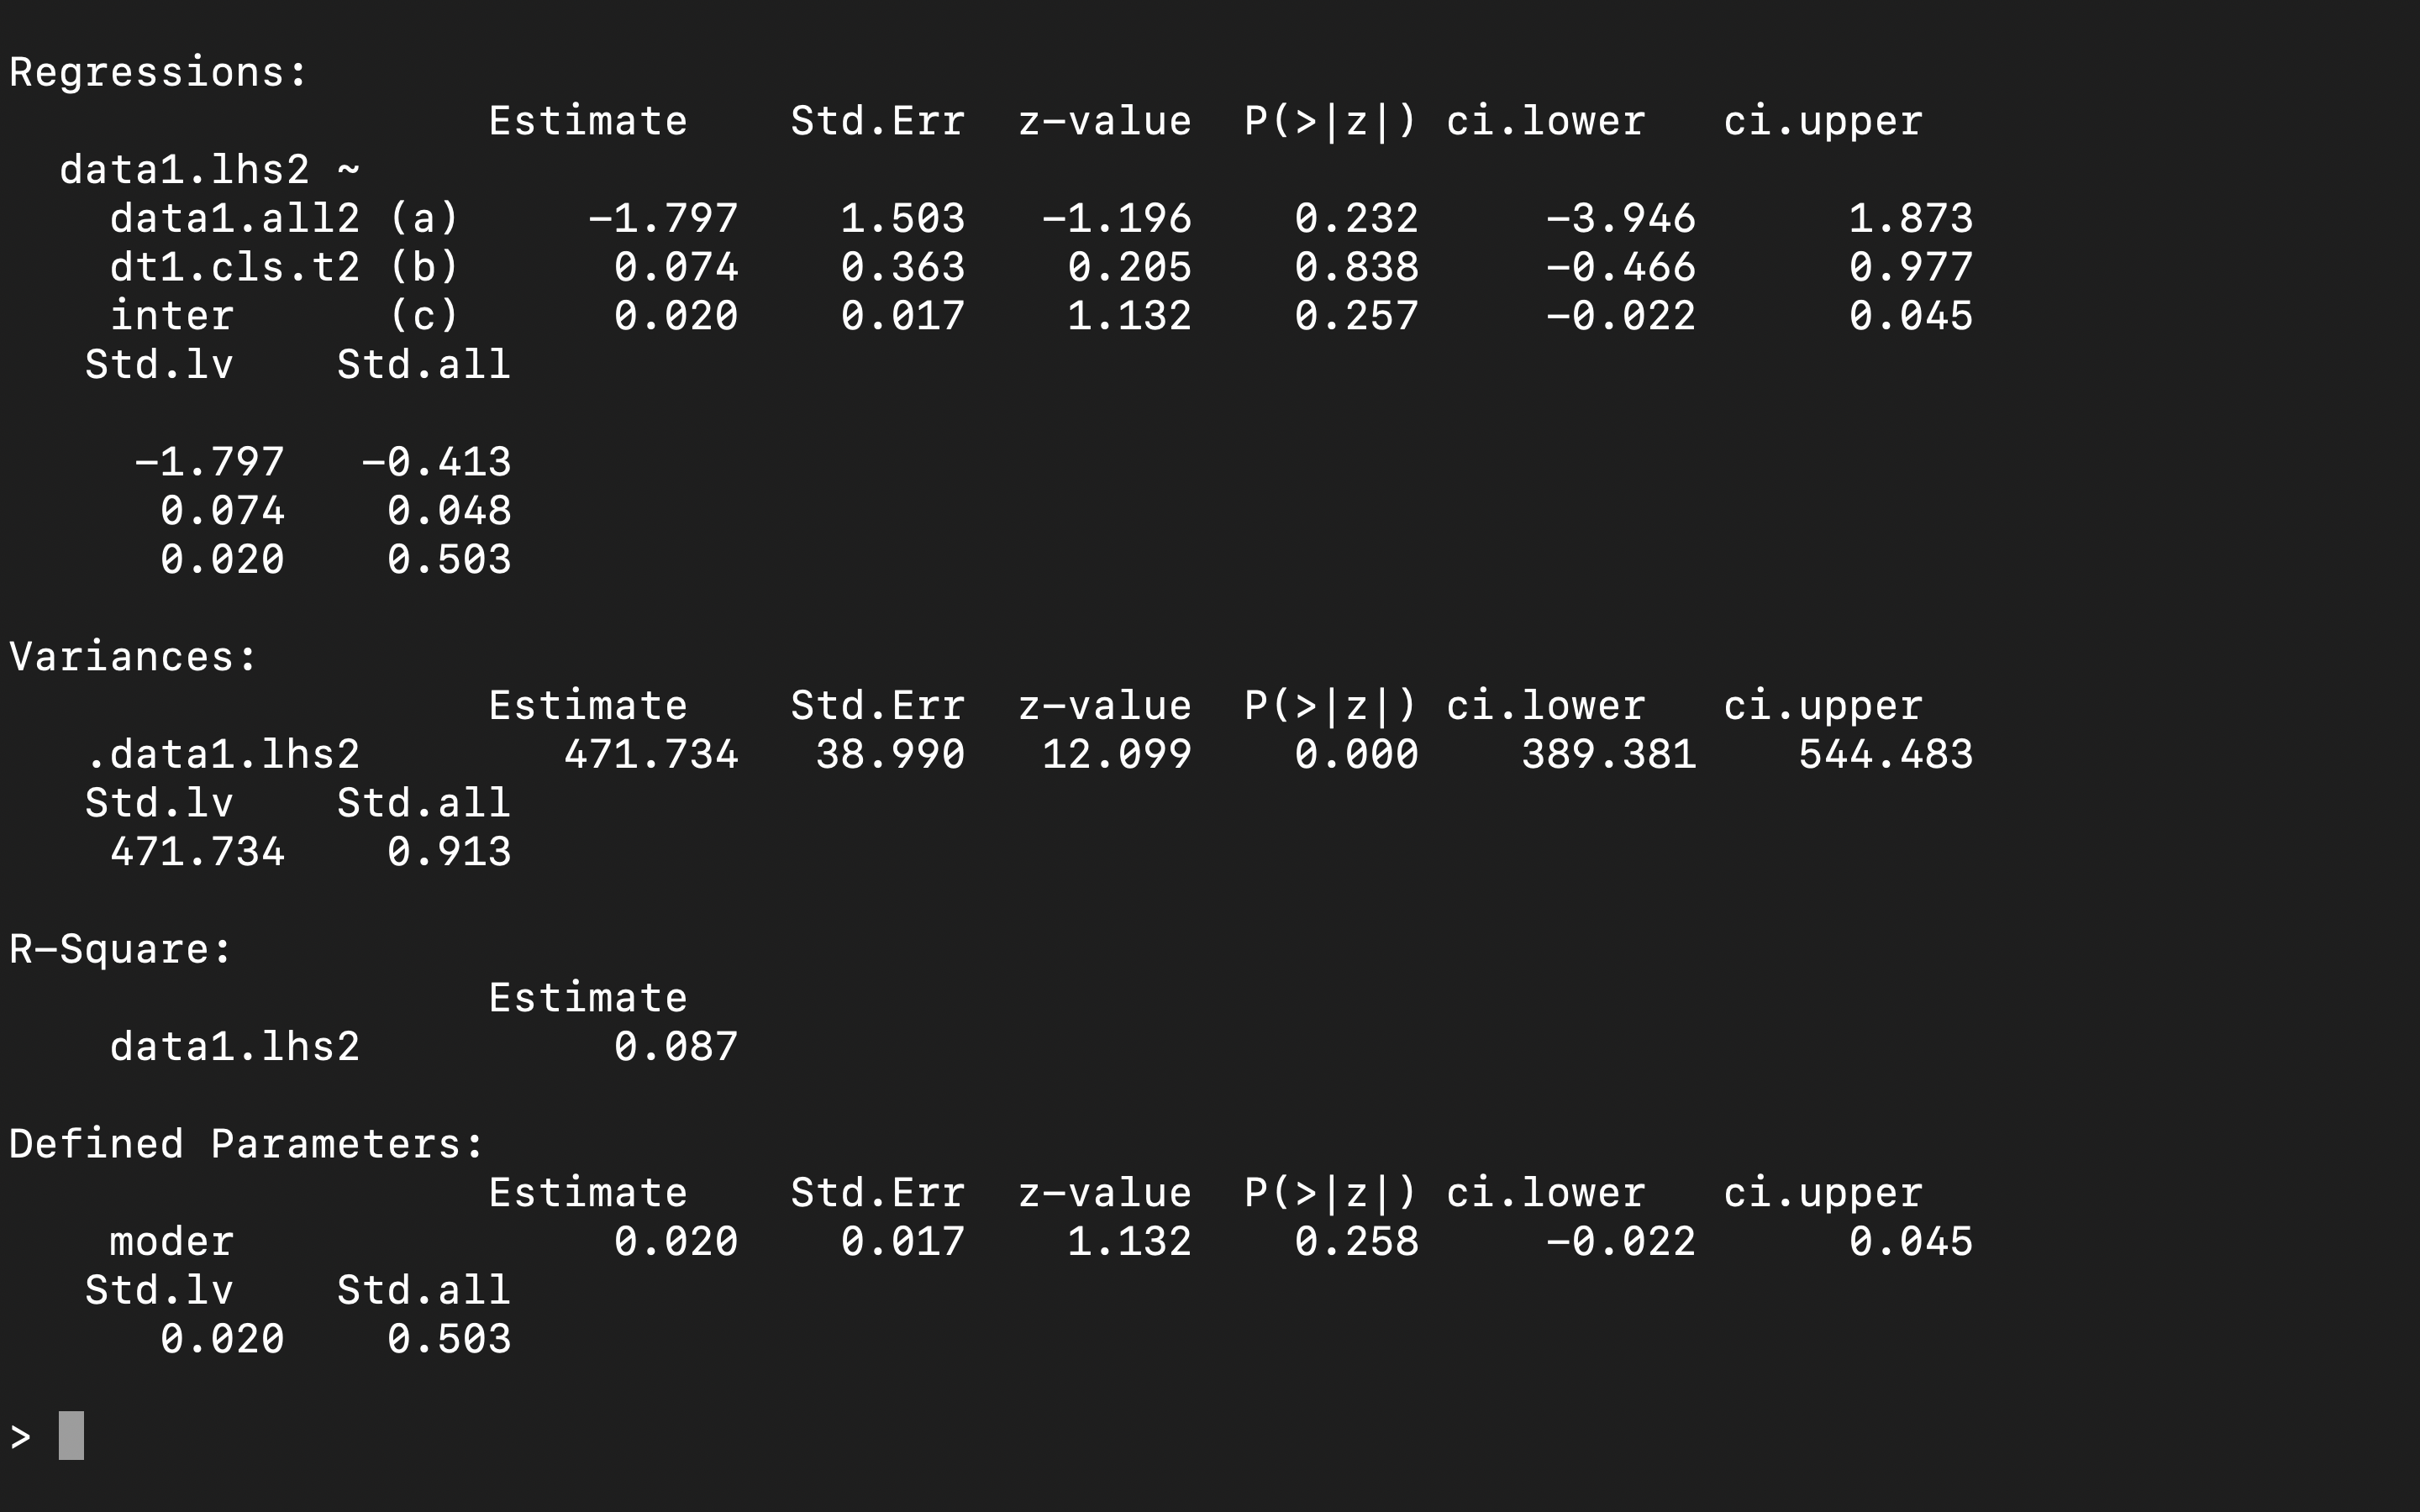 Regressions:
                   Estimate    Std.Err  z-value  P(>|z|) ci.lower   ci.upper
  data1.lhs2 ~
    data1.all2 (a)     -1.797    1.503   -1.196    0.232     -3.946      1.873
    dt1.cls.t2 (b)      0.074    0.363    0.205    0.838     -0.466      0.977
    inter      (c)      0.020    0.017    1.132    0.257     -0.022      0.045
   Std.lv    Std.all

     -1.797   -0.413
      0.074    0.048
      0.020    0.503

Variances:
                   Estimate    Std.Err  z-value  P(>|z|) ci.lower   ci.upper
   .data1.lhs2        471.734   38.990   12.099    0.000    389.381    544.483
   Std.lv    Std.all
    471.734    0.913

R-Square:
                   Estimate
    data1.lhs2          0.087

Defined Parameters:
                   Estimate    Std.Err  z-value  P(>|z|) ci.lower   ci.upper
    moder               0.020    0.017    1.132    0.258     -0.022      0.045
   Std.lv    Std.all
      0.020    0.503

>